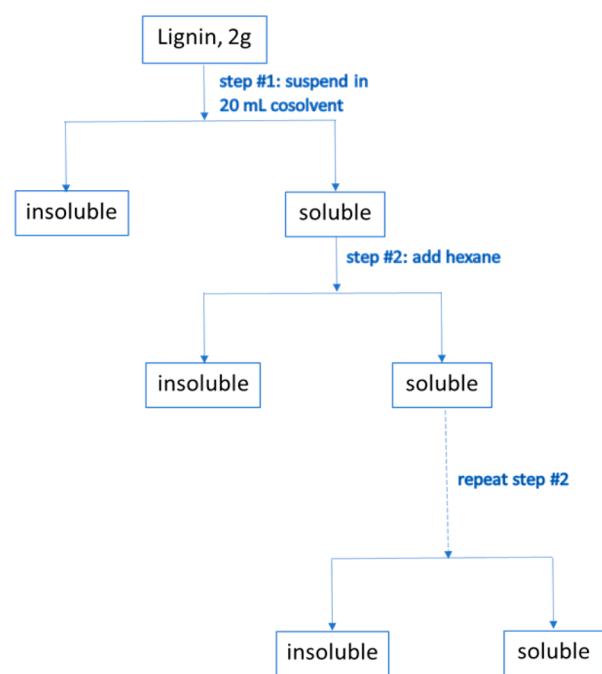 Lignin, 2g
step #1: suspend in
20 mL cosolvent
insoluble
soluble
step #2: add hexane
insoluble
soluble
repeat step #2
insoluble
soluble